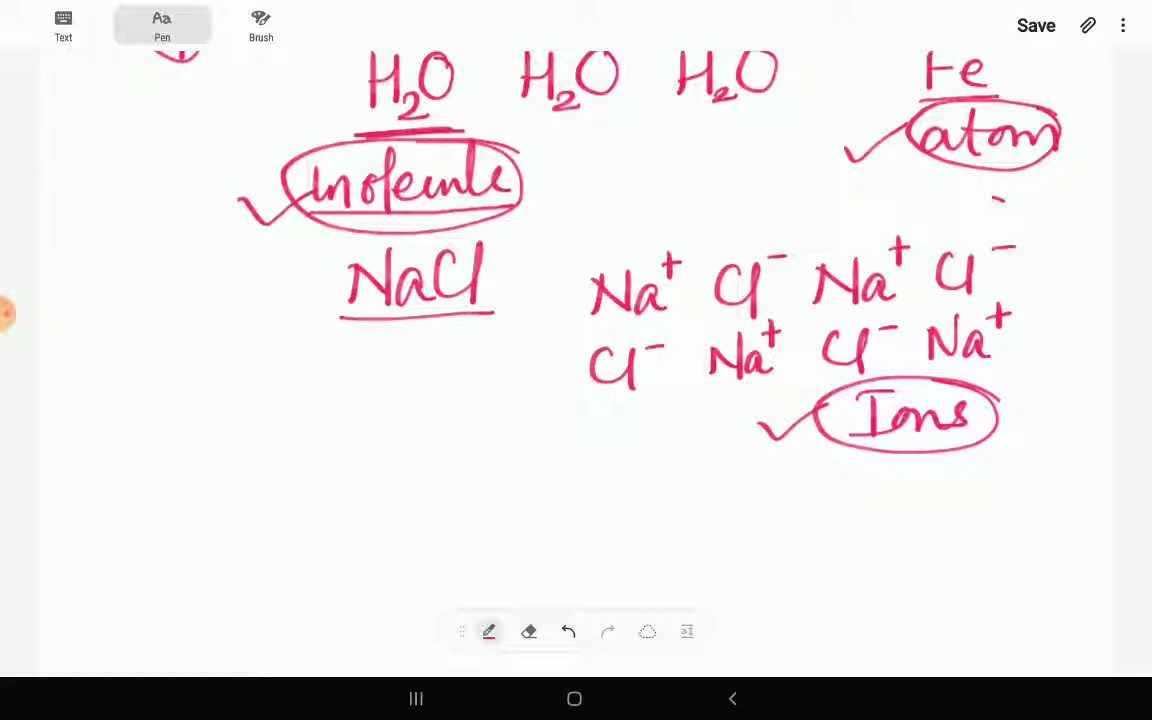 Text Aa Pen Brush Save
H₂O H₂O H₂O Fe
atom
molecule
NaCl Na⁺ Cl⁻ Na⁺ Cl⁻
Cl⁻ Na⁺ Cl⁻ Na⁺
Ions